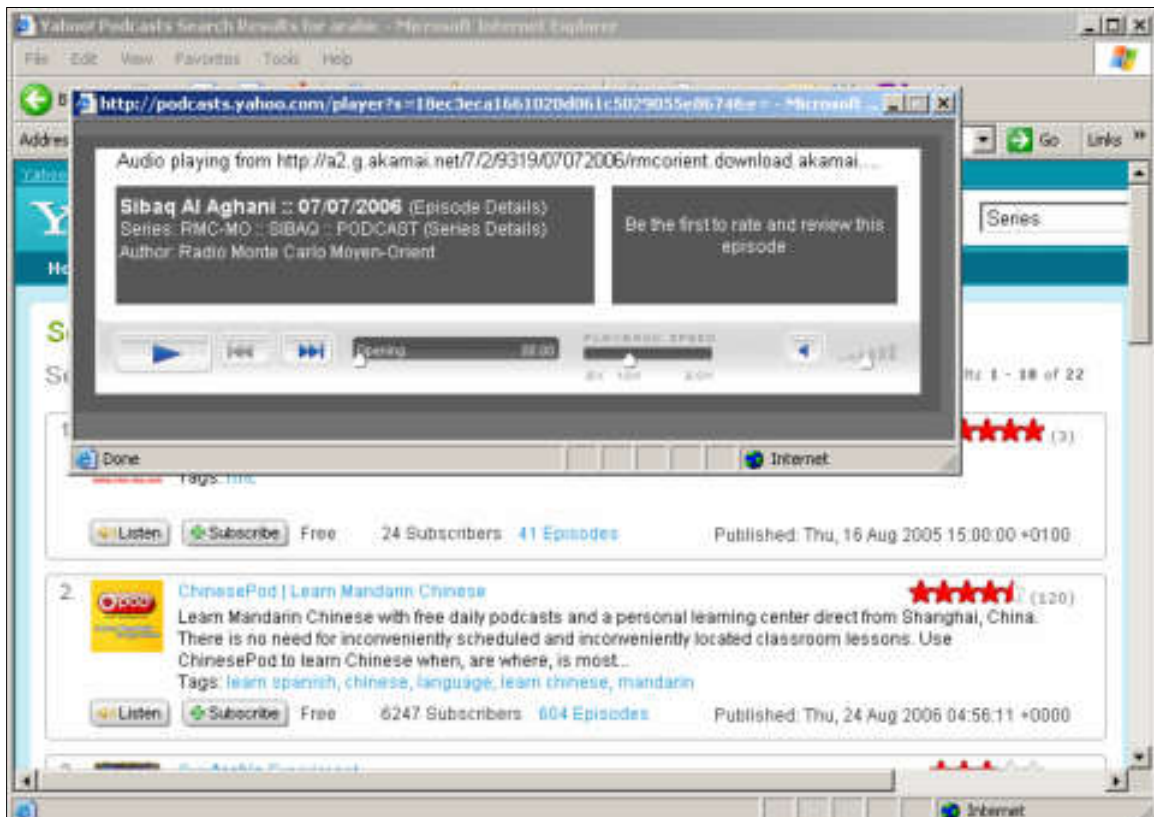 Yahoo! Podcasts Search Results for arabic - Microsoft Internet Explorer
File Edit View Favorites Tools Help
http://podcasts.yahoo.com/player?s= - Microsoft ...
Address
Go Links »
Audio playing from http://a2.g.akamai.net/7/2/9319/07072006/rmcorient.download.akamai....
Sibaq Al Aghani :: 07/07/2006 (Episode Details)
Series: RMC-MO :: SIBAQ :: PODCAST (Series Details)
Author: Radio Monte Carlo Moyen-Orient
Be the first to rate and review this
episode
Series
Opening 00:00
PLAYBACK SPEED
1 - 10 of 22
1
(3)
Done
Internet
Tags:
Listen Subscribe Free 24 Subscribers 41 Episodes Published: Thu, 16 Aug 2005 15:00:00 +0100
2. ChinesePod | Learn Mandarin Chinese
(120)
Learn Mandarin Chinese with free daily podcasts and a personal learning center direct from Shanghai, China.
There is no need for inconveniently scheduled and inconveniently located classroom lessons. Use
ChinesePod to learn Chinese when, are where, is most...
Tags: learn spanish, chinese, language, learn chinese, mandarin
Listen Subscribe Free 6247 Subscribers 604 Episodes Published: Thu, 24 Aug 2006 04:56:11 +0000
Internet